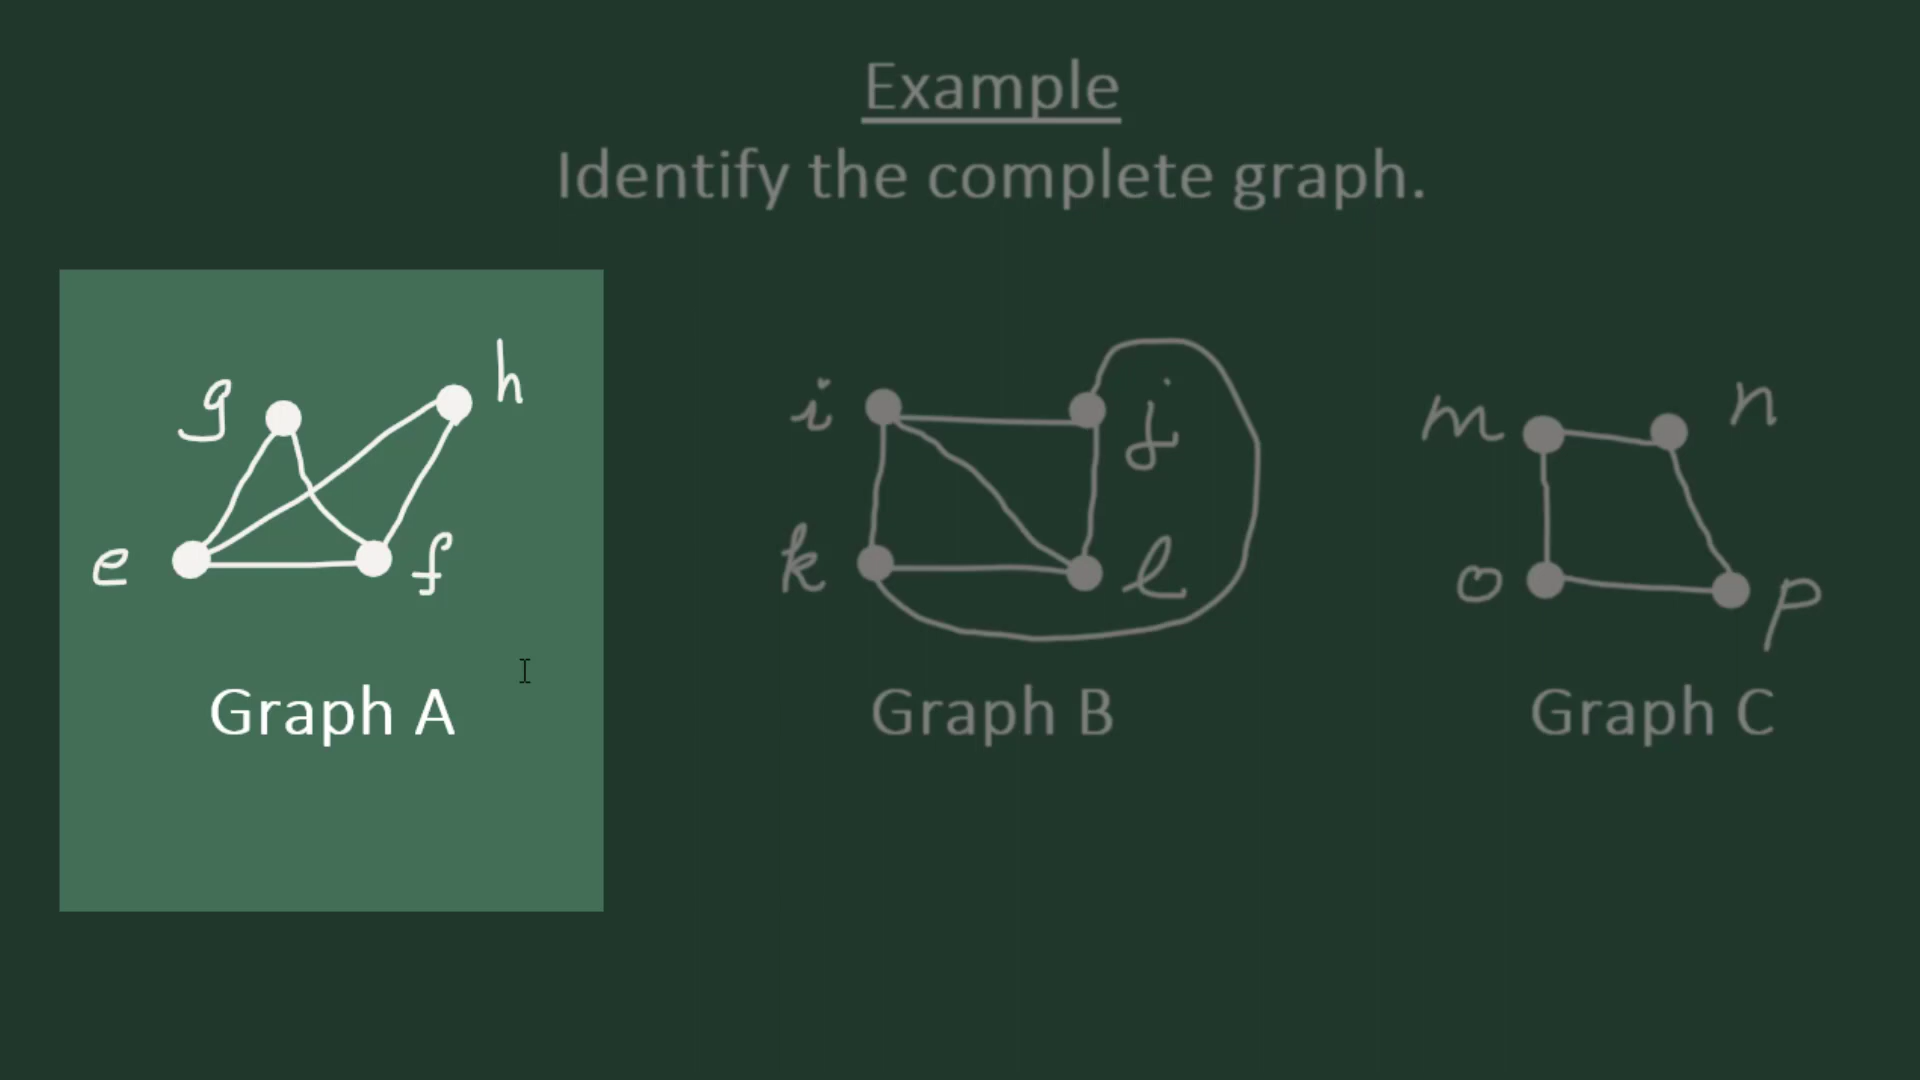 Example
Identify the complete graph.
g h
e f
Graph A
i j
k l
Graph B
m n
o p
Graph C